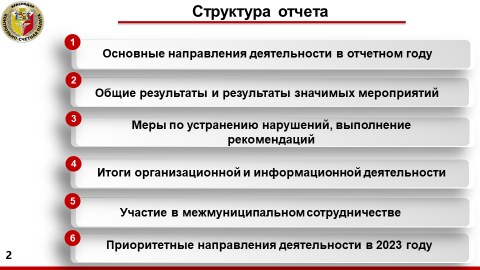 Структура отчета
1
Основные направления деятельности в отчетном году
2
Общие результаты и результаты значимых мероприятий
3
Меры по устранению нарушений, выполнение
рекомендаций
4
Итоги организационной и информационной деятельности
5
Участие в межмуниципальном сотрудничестве
6
Приоритетные направления деятельности в 2023 году
2